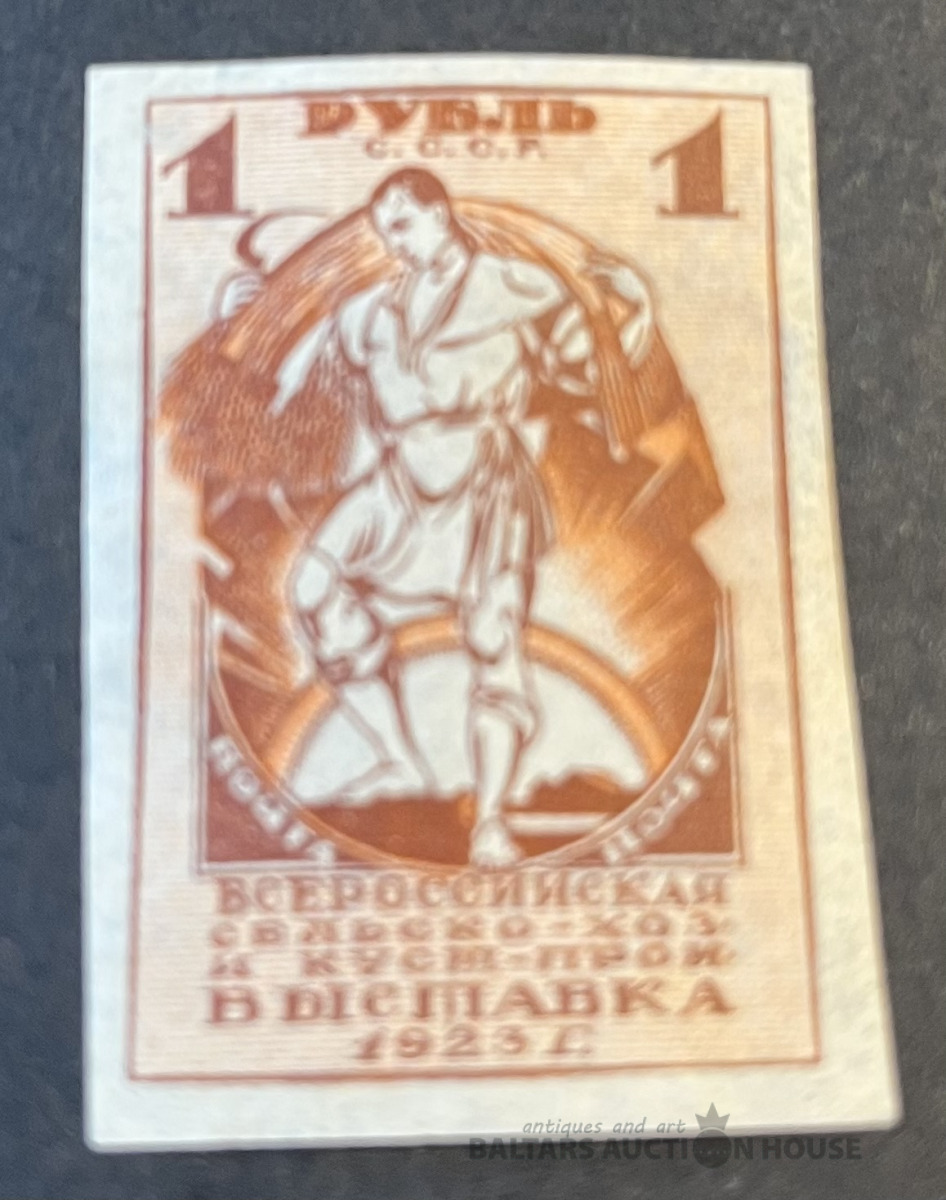 1 РУБЛЬ 1
С. С. С. Р.
ПОЧТА
ПОЧТА
ВСЕРОССИЙСКАЯ
СЕЛЬСКО-ХОЗ.
И КУСТ-ПРОМ.
ВЫСТАВКА
1923 Г.
antiques and art
BALTARS AUCTION HOUSE